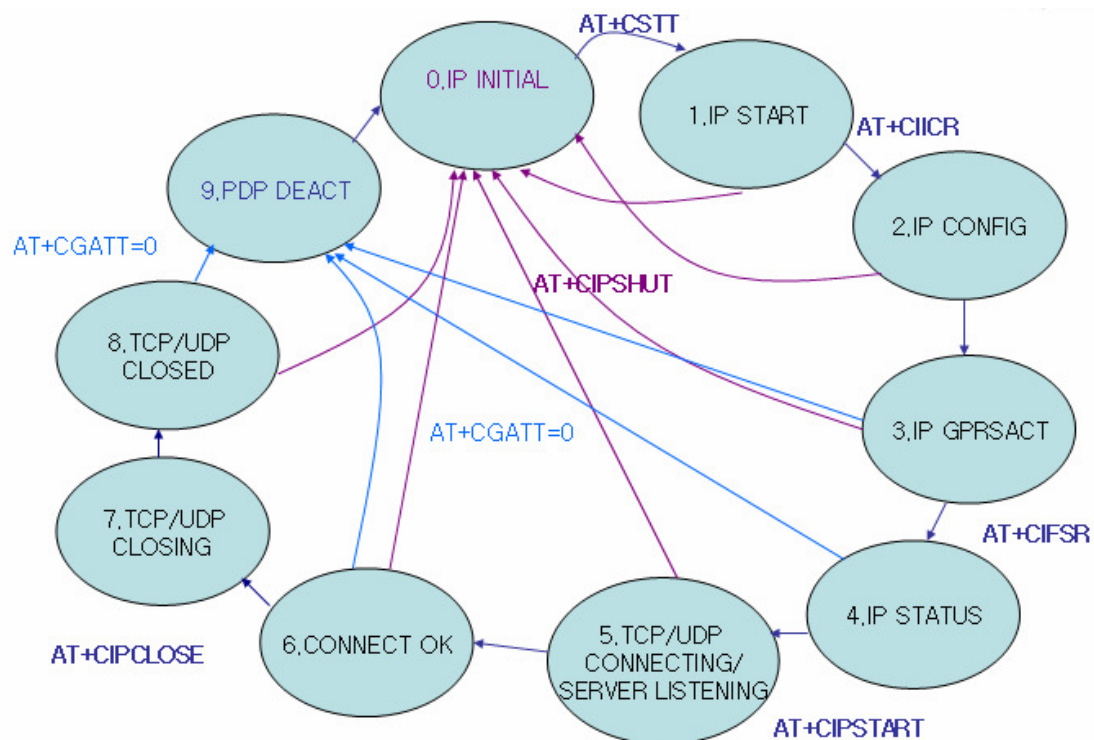 AT+CSTT
0,IP INITIAL
1,IP START
AT+CIICR
9,PDP DEACT
2,IP CONFIG
AT+CGATT=0
AT+CIPSHUT
8,TCP/UDP
CLOSED
3,IP GPRSACT
AT+CGATT=0
7,TCP/UDP
CLOSING
AT+CIFSR
4,IP STATUS
5,TCP/UDP
CONNECTING/
SERVER LISTENING
6,CONNECT OK
AT+CIPCLOSE
AT+CIPSTART